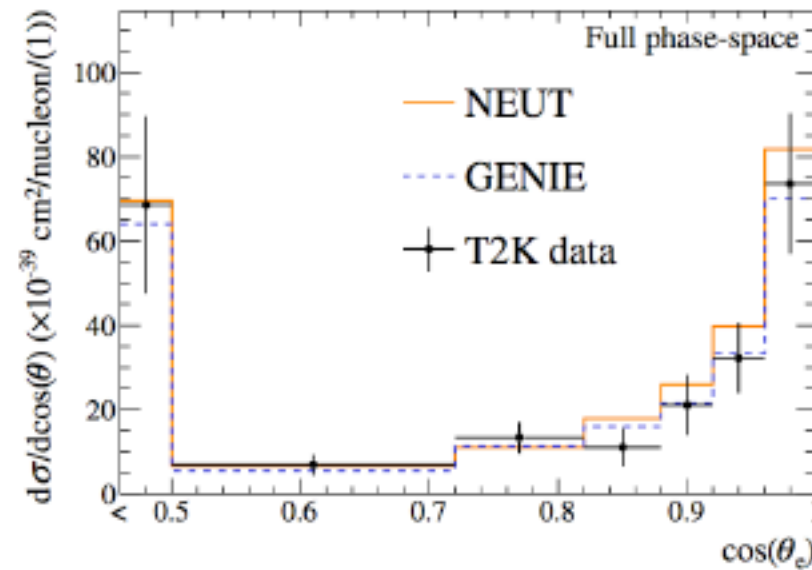 Full phase-space
dσ/dcos(θ) (×10⁻³⁹ cm²/nucleon/(1))
100
80
60
40
20
0
NEUT
GENIE
T2K data
< 0.5 0.6 0.7 0.8 0.9
cos(θₑ)